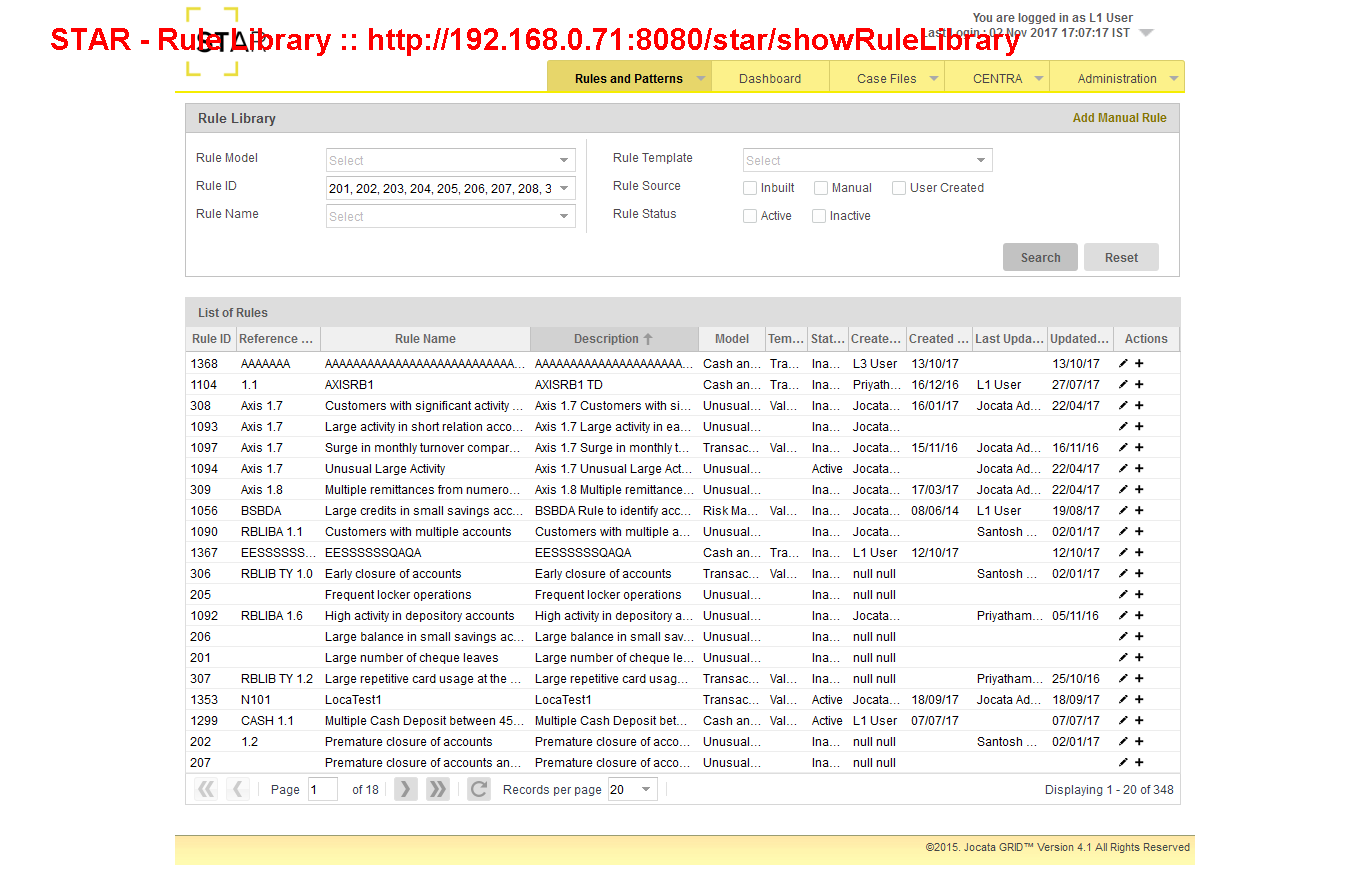 You are logged in as L1 User
STAR - Rule Library :: http://192.168.0.71:8080/star/showRuleLibrary
STAR
Last Login : 02 Nov 2017 17:07:17 IST
Rules and Patterns Dashboard Case Files CENTRA Administration
Rule Library Add Manual Rule
Rule Model Select Rule Template Select
Rule ID 201, 202, 203, 204, 205, 206, 207, 208, 3 Rule Source Inbuilt Manual User Created
Rule Name Select Rule Status Active Inactive
Search Reset
List of Rules
Rule ID Reference ... Rule Name Description Model Tem... Stat... Create... Created ... Last Upda... Updated... Actions
1368 AAAAAAA AAAAAAAAAAAAAAAAAAAAAAAAAAA... AAAAAAAAAAAAAAAAAAAAA... Cash an... Tra... Ina... L3 User 13/10/17 13/10/17
1104 1.1 AXISRB1 AXISRB1 TD Cash an... Tra... Ina... Priyath... 16/12/16 L1 User 27/07/17
308 Axis 1.7 Customers with significant activity ... Axis 1.7 Customers with si... Unusual... Val... Ina... Jocata... 16/01/17 Jocata Ad... 22/04/17
1093 Axis 1.7 Large activity in short relation acco... Axis 1.7 Large activity in ea... Unusual... Ina... Jocata...
1097 Axis 1.7 Surge in monthly turnover compar... Axis 1.7 Surge in monthly t... Transac... Val... Ina... Jocata... 15/11/16 Jocata Ad... 16/11/16
1094 Axis 1.7 Unusual Large Activity Axis 1.7 Unusual Large Act... Unusual... Active Jocata... Jocata Ad... 22/04/17
309 Axis 1.8 Multiple remittances from numero... Axis 1.8 Multiple remittance... Unusual... Ina... Jocata... 17/03/17 Jocata Ad... 22/04/17
1056 BSBDA Large credits in small savings acc... BSBDA Rule to identify acc... Risk Ma... Val... Ina... Jocata... 08/06/14 L1 User 19/08/17
1090 RBLIBA 1.1 Customers with multiple accounts Customers with multiple a... Unusual... Ina... Jocata... Santosh ... 02/01/17
1367 EESSSSSS... EESSSSSSQAQA EESSSSSSQAQA Cash an... Tra... Ina... L1 User 12/10/17 12/10/17
306 RBLIB TY 1.0 Early closure of accounts Early closure of accounts Transac... Val... Ina... null null Santosh ... 02/01/17
205 Frequent locker operations Frequent locker operations Unusual... Ina... null null
1092 RBLIBA 1.6 High activity in depository accounts High activity in depository a... Unusual... Ina... Jocata... Priyatham... 05/11/16
206 Large balance in small savings ac... Large balance in small sav... Unusual... Ina... null null
201 Large number of cheque leaves Large number of cheque le... Unusual... Ina... null null
307 RBLIB TY 1.2 Large repetitive card usage at the ... Large repetitive card usag... Transac... Val... Ina... null null Priyatham... 25/10/16
1353 N101 LocaTest1 LocaTest1 Transac... Val... Active Jocata... 18/09/17 Jocata Ad... 18/09/17
1299 CASH 1.1 Multiple Cash Deposit between 45... Multiple Cash Deposit bet... Cash an... Val... Active L1 User 07/07/17 07/07/17
202 1.2 Premature closure of accounts Premature closure of acco... Unusual... Ina... null null Santosh ... 02/01/17
207 Premature closure of accounts an... Premature closure of acco... Unusual... Ina... null null
Page 1 of 18 Records per page 20 Displaying 1 - 20 of 348
©2015. Jocata GRID™ Version 4.1 All Rights Reserved